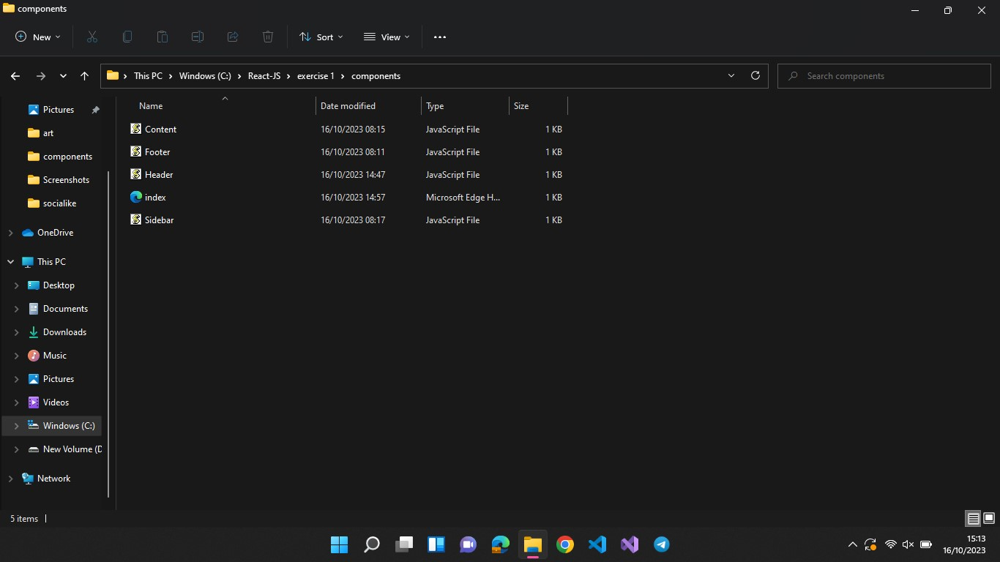 components
New
Sort
View
This PC
Windows (C:)
React-JS
exercise 1
components
Search components
Name
Date modified
Type
Size
Content 16/10/2023 08:15 JavaScript File 1 KB
Footer 16/10/2023 08:11 JavaScript File 1 KB
Header 16/10/2023 14:47 JavaScript File 1 KB
index 16/10/2023 14:57 Microsoft Edge H... 1 KB
Sidebar 16/10/2023 08:17 JavaScript File 1 KB
Pictures
art
components
Screenshots
socialike
OneDrive
This PC
Desktop
Documents
Downloads
Music
Pictures
Videos
Windows (C:)
New Volume (D
Network
5 items
15:13
16/10/2023